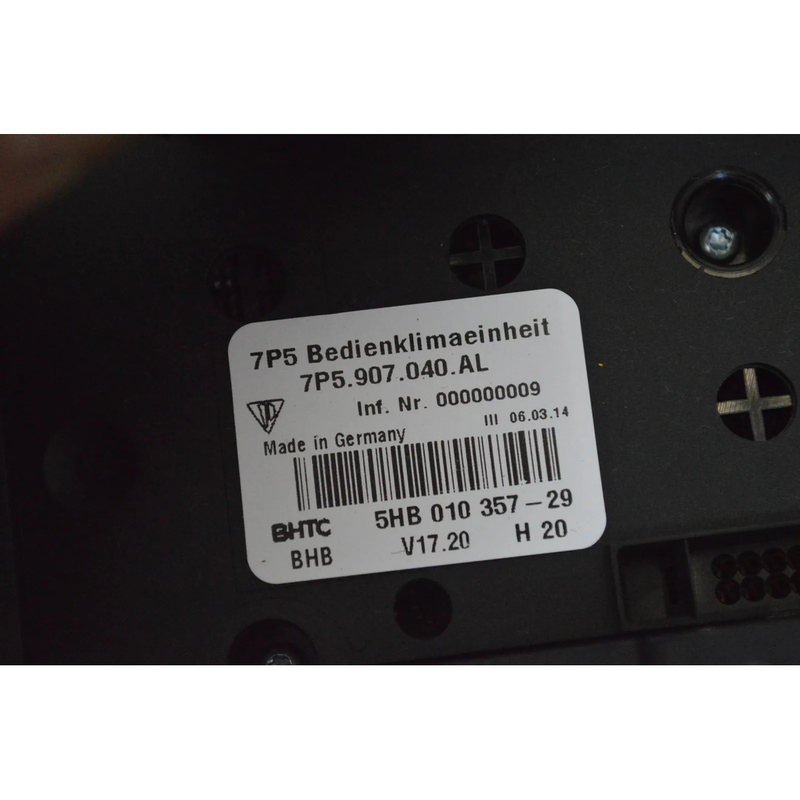 7P5 Bedienklimaeinheit
7P5.907.040.AL
Inf. Nr. 000000009
III 06.03.14
Made in Germany
BHTC 5HB 010 357-29
BHB V17.20 H 20